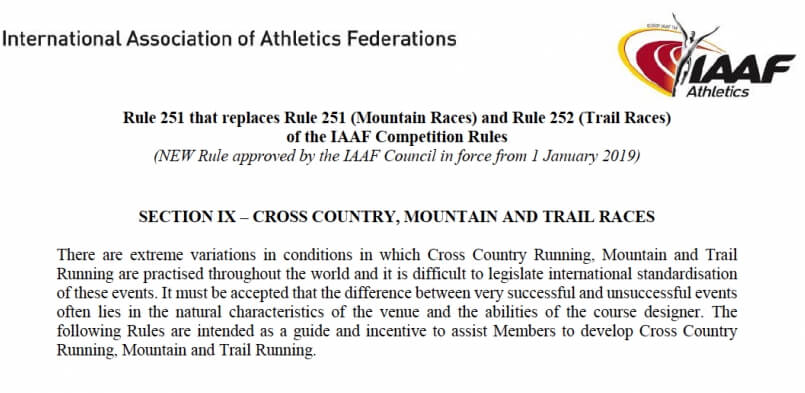 International Association of Athletics Federations
IAAF
Athletics
Rule 251 that replaces Rule 251 (Mountain Races) and Rule 252 (Trail Races)
of the IAAF Competition Rules
(NEW Rule approved by the IAAF Council in force from 1 January 2019)
SECTION IX – CROSS COUNTRY, MOUNTAIN AND TRAIL RACES
There are extreme variations in conditions in which Cross Country Running, Mountain and Trail
Running are practised throughout the world and it is difficult to legislate international standardisation
of these events. It must be accepted that the difference between very successful and unsuccessful events
often lies in the natural characteristics of the venue and the abilities of the course designer. The
following Rules are intended as a guide and incentive to assist Members to develop Cross Country
Running, Mountain and Trail Running.